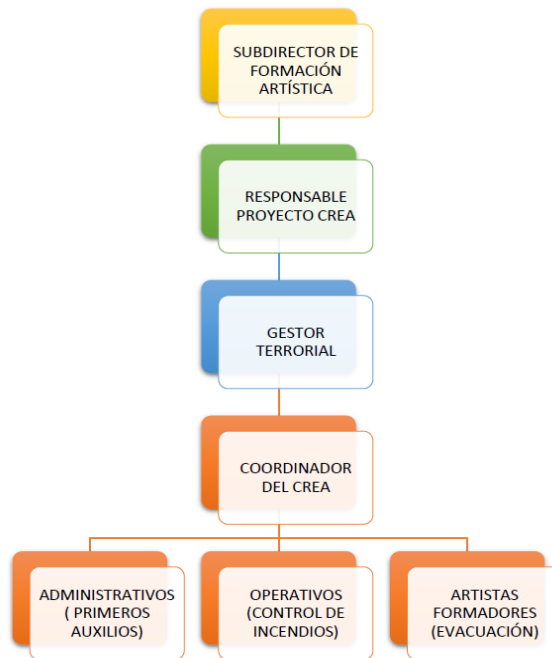 SUBDIRECTOR DE
FORMACIÓN
ARTÍSTICA
RESPONSABLE
PROYECTO CREA
GESTOR
TERRORIAL
COORDINADOR
DEL CREA
ADMINISTRATIVOS
( PRIMEROS
AUXILIOS)
OPERATIVOS
(CONTROL DE
INCENDIOS)
ARTISTAS
FORMADORES
(EVACUACIÓN)